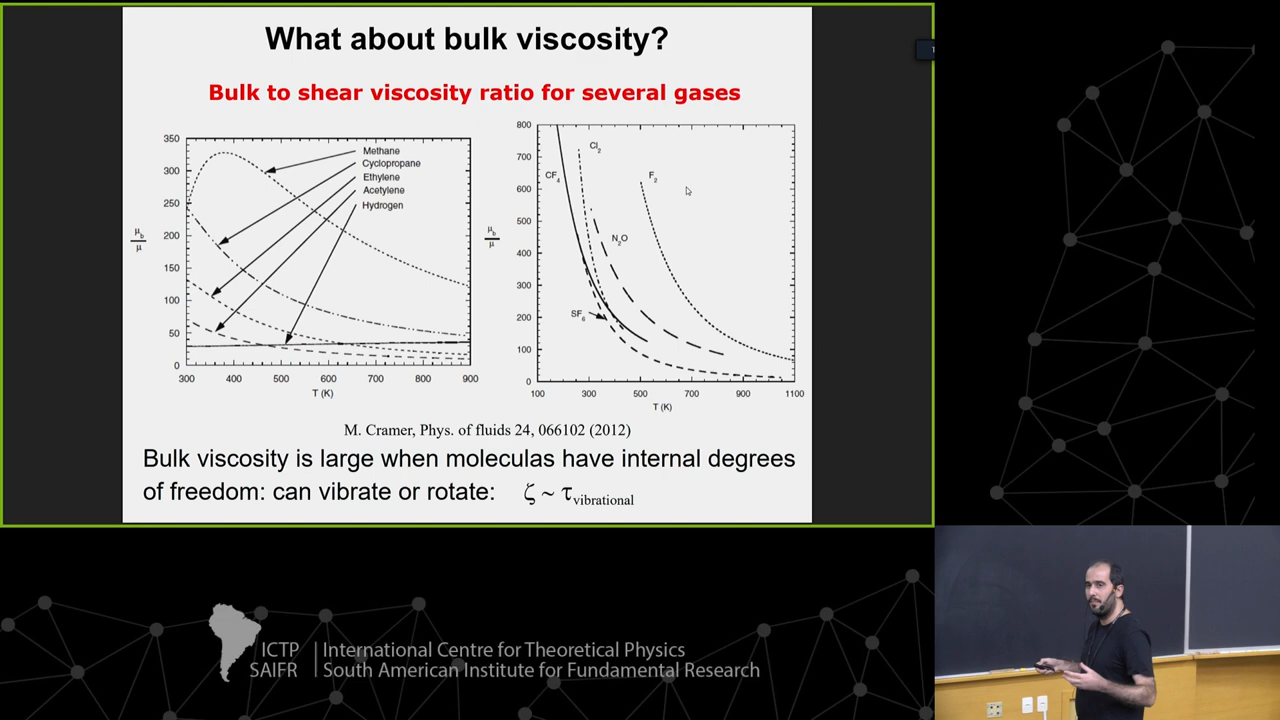 What about bulk viscosity?
Bulk to shear viscosity ratio for several gases
350
300
250
200
150
100
50
0
μb
μ
Methane
Cyclopropane
Ethylene
Acetylene
Hydrogen
300 400 500 600 700 800 900
T (K)
800
700
600
500
400
300
200
100
0
μb
μ
Cl2
CF4
F2
N2O
SF6
100 300 500 700 900 1100
T (K)
M. Cramer, Phys. of fluids 24, 066102 (2012)
Bulk viscosity is large when moleculas have internal degrees
of freedom: can vibrate or rotate: ζ ~ τvibrational
ICTP International Centre for Theoretical Physics
SAIFR South American Institute for Fundamental Research